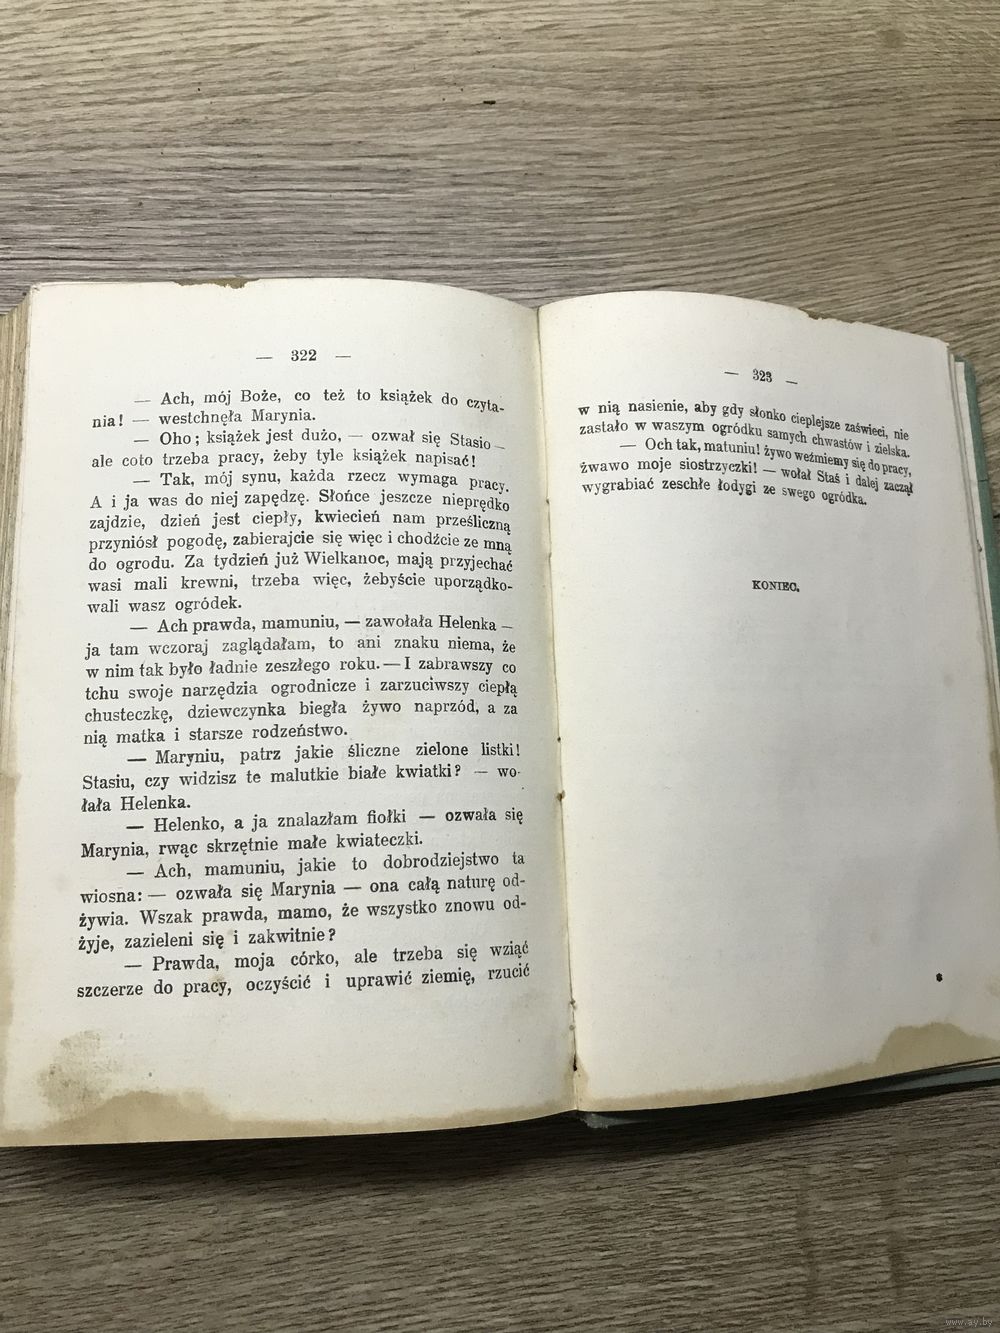 — 322 —
— Ach, mój Boże, co też to książek do czyta-
nia! — westchnęła Marynia.
— Oho; książek jest dużo, — ozwał się Stasio —
ale coto trzeba pracy, żeby tyle książek napisać!
— Tak, mój synu, każda rzecz wymaga pracy.
A i ja was do niej zapędzę. Słońce jeszcze nieprędko
zajdzie, dzień jest ciepły, kwiecień nam prześliczną
przyniósł pogodę, zabierajcie się więc i chodźcie ze mną
do ogrodu. Za tydzień już Wielkanoc, mają przyjechać
wasi mali krewni, trzeba więc, żebyście uporządko-
wali wasz ogródek.
— Ach prawda, mamuniu, — zawołała Helenka —
ja tam wczoraj zaglądałam, to ani znaku niema, że
w nim tak było ładnie zeszłego roku. — I zabrawszy co
tchu swoje narzędzia ogrodnicze i zarzuciwszy ciepłą
chusteczkę, dziewczynka biegła żywo naprzód, a za
nią matka i starsze rodzeństwo.
— Maryniu, patrz jakie śliczne zielone listki!
Stasiu, czy widzisz te malutkie białe kwiatki? — wo-
łała Helenka.
— Helenko, a ja znalazłam fiołki — ozwała się
Marynia, rwąc skrzętnie małe kwiateczki.
— Ach, mamuniu, jakie to dobrodziejstwo ta
wiosna: — ozwała się Marynia — ona całą naturę od-
żywia. Wszak prawda, mamo, że wszystko znowu od-
żyje, zazieleni się i zakwitnie?
— Prawda, moja córko, ale trzeba się wziąć
szczerze do pracy, oczyścić i uprawić ziemię, rzucić
— 323 —
w nią nasienie, aby gdy słonko cieplejsze zaświeci, nie
zastało w waszym ogródku samych chwastów i zielska.
— Och tak, matuniu! żywo weźmiemy się do pracy,
żwawo moje siostrzyczki! — wołał Staś i dalej zaczął
wygrabiać zeschłe łodygi ze swego ogródka.
KONIEC.
www.ay.by